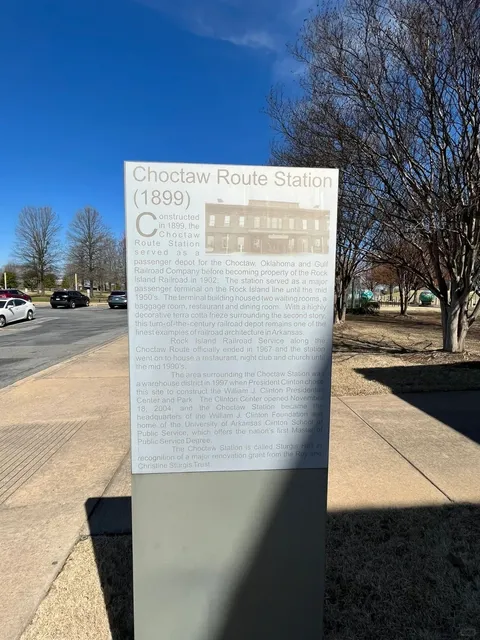 Choctaw Route Station
(1899)
Constructed
in 1899, the
Choctaw
Route Station
served as a
passenger depot for the Choctaw, Oklahoma and Gulf
Railroad Company before becoming property of the Rock
Island Railroad in 1902. The station served as a major
passenger terminal on the Rock Island line until the mid
1950's. The terminal building housed two waiting rooms, a
baggage room, restaurant and dining room. With a highly
decorative terra cotta frieze surrounding the second story,
this turn-of-the-century railroad depot remains one of the
finest examples of railroad architecture in Arkansas.
Rock Island Railroad Service along the
Choctaw Route officially ended in 1967 and the station
went on to house a restaurant, night club and church until
the mid 1990's.
The area surrounding the Choctaw Station was
a warehouse district in 1997 when President Clinton chose
this site to construct the William J. Clinton Presidential
Center and Park. The Clinton Center opened November
18, 2004, and the Choctaw Station became the
headquarters of the William J. Clinton Foundation and
home of the University of Arkansas Clinton School of
Public Service, which offers the nation's first Master of
Public Service Degree.
The Choctaw Station is called Sturgis Hall in
recognition of a major renovation grant from the Roy and
Christine Sturgis Trust.